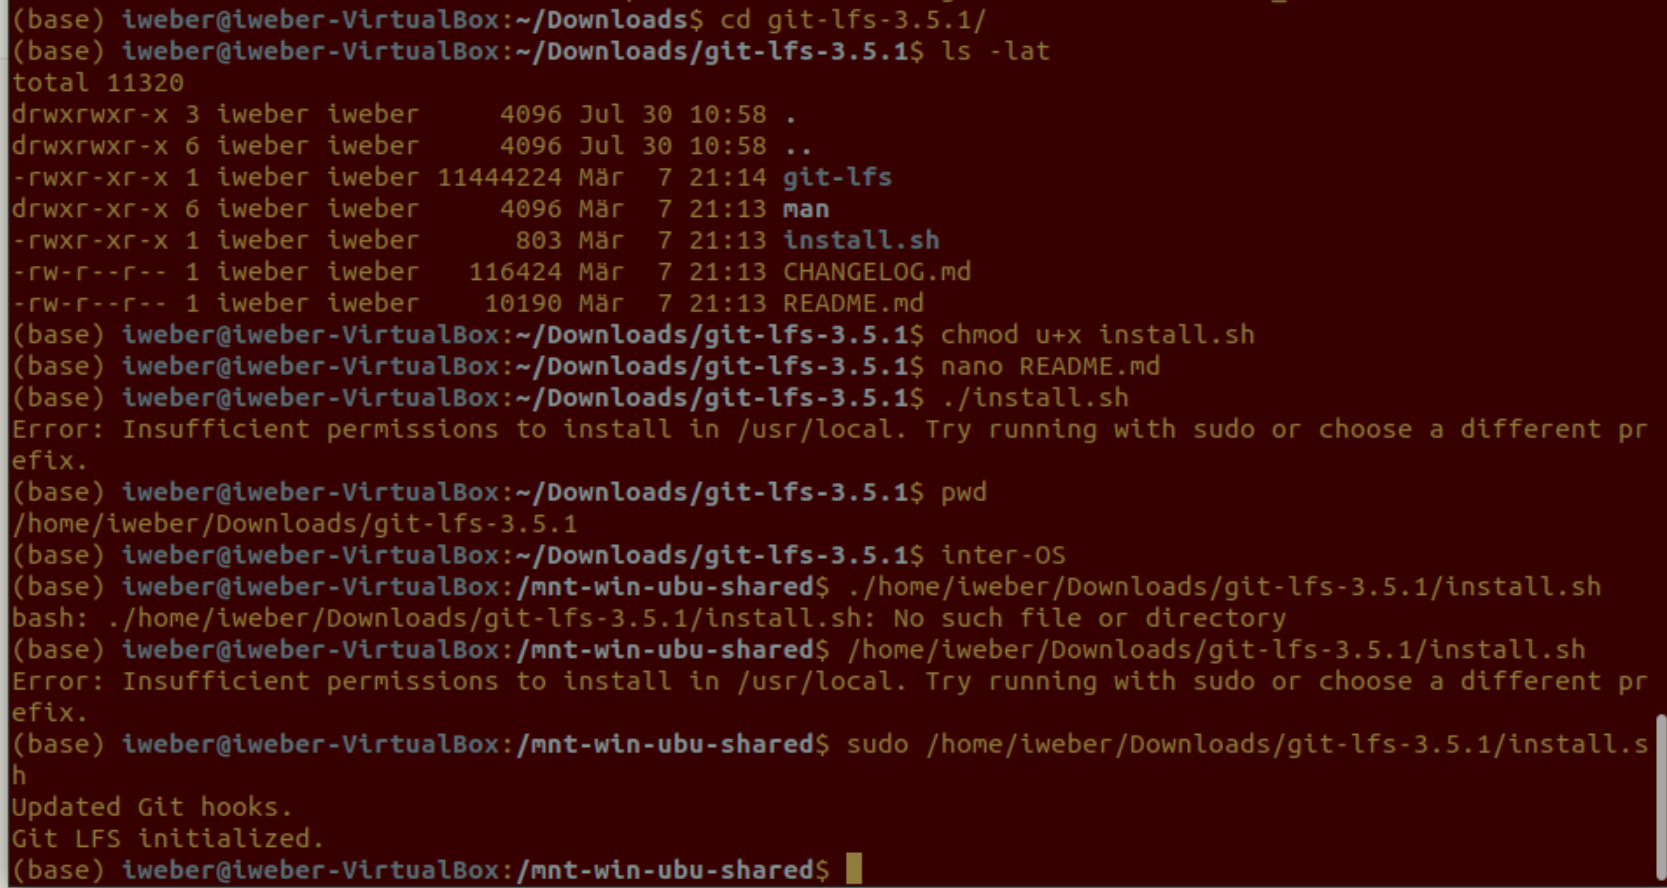 (base) iweber@iweber-VirtualBox:~/Downloads$ cd git-lfs-3.5.1/
(base) iweber@iweber-VirtualBox:~/Downloads/git-lfs-3.5.1$ ls -lat
total 11320
drwxrwxr-x 3 iweber iweber     4096 Jul 30 10:58 .
drwxrwxr-x 6 iweber iweber     4096 Jul 30 10:58 ..
-rwxr-xr-x 1 iweber iweber 11444224 Mär  7 21:14 git-lfs
drwxr-xr-x 6 iweber iweber     4096 Mär  7 21:13 man
-rwxr-xr-x 1 iweber iweber      803 Mär  7 21:13 install.sh
-rw-r--r-- 1 iweber iweber   116424 Mär  7 21:13 CHANGELOG.md
-rw-r--r-- 1 iweber iweber    10190 Mär  7 21:13 README.md
(base) iweber@iweber-VirtualBox:~/Downloads/git-lfs-3.5.1$ chmod u+x install.sh
(base) iweber@iweber-VirtualBox:~/Downloads/git-lfs-3.5.1$ nano README.md
(base) iweber@iweber-VirtualBox:~/Downloads/git-lfs-3.5.1$ ./install.sh
Error: Insufficient permissions to install in /usr/local. Try running with sudo or choose a different pr
efix.
(base) iweber@iweber-VirtualBox:~/Downloads/git-lfs-3.5.1$ pwd
/home/iweber/Downloads/git-lfs-3.5.1
(base) iweber@iweber-VirtualBox:~/Downloads/git-lfs-3.5.1$ inter-OS
(base) iweber@iweber-VirtualBox:/mnt-win-ubu-shared$ ./home/iweber/Downloads/git-lfs-3.5.1/install.sh
bash: ./home/iweber/Downloads/git-lfs-3.5.1/install.sh: No such file or directory
(base) iweber@iweber-VirtualBox:/mnt-win-ubu-shared$ /home/iweber/Downloads/git-lfs-3.5.1/install.sh
Error: Insufficient permissions to install in /usr/local. Try running with sudo or choose a different pr
efix.
(base) iweber@iweber-VirtualBox:/mnt-win-ubu-shared$ sudo /home/iweber/Downloads/git-lfs-3.5.1/install.s
h
Updated Git hooks.
Git LFS initialized.
(base) iweber@iweber-VirtualBox:/mnt-win-ubu-shared$